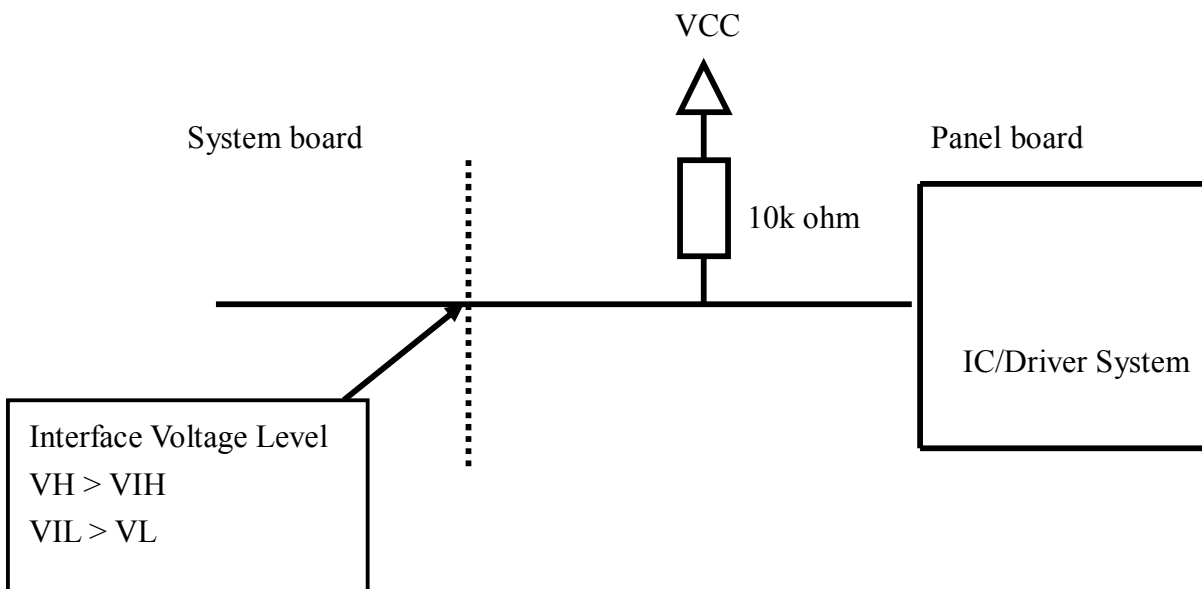 VCC
System board
Panel board
10k ohm
IC/Driver System
Interface Voltage Level
VH > VIH
VIL > VL